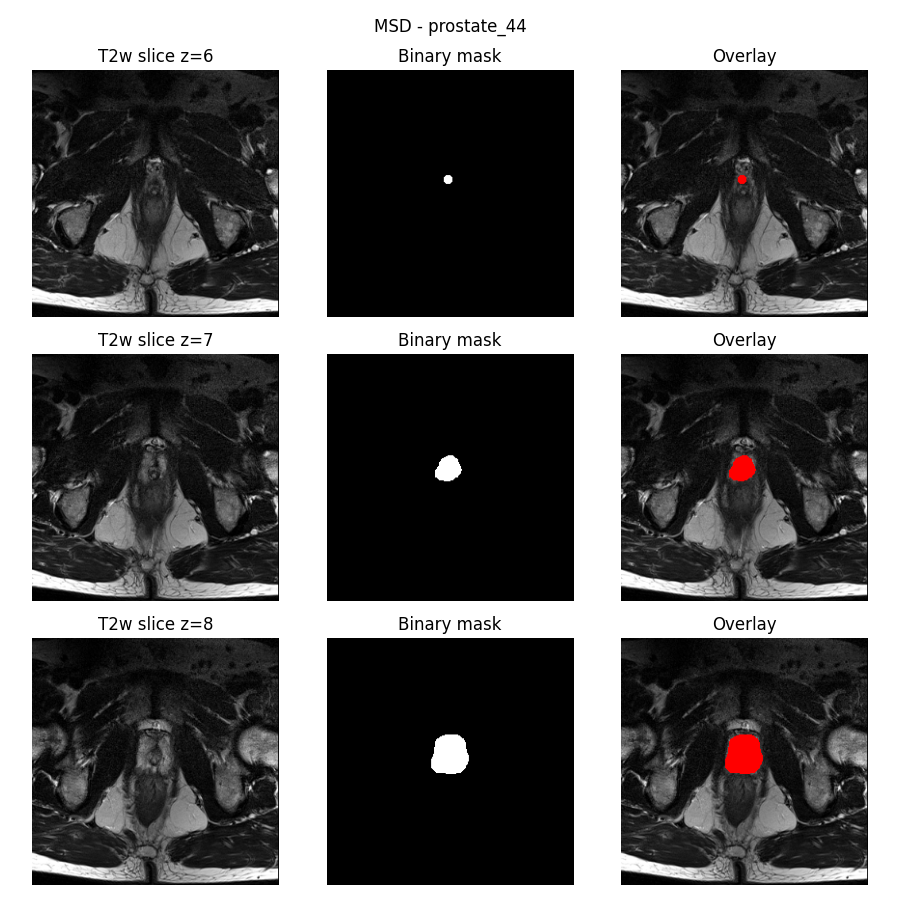 MSD - prostate_44
T2w slice z=6
Binary mask
Overlay
T2w slice z=7
Binary mask
Overlay
T2w slice z=8
Binary mask
Overlay